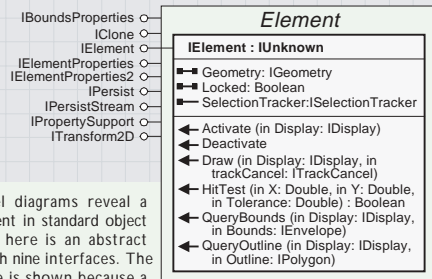 IBoundsProperties
IClone
IElement
IElementProperties
IElementProperties2
IPersist
IPersistStream
IPropertySupport
ITransform2D
Element
IElement : IUnknown
Geometry: IGeometry
Locked: Boolean
SelectionTracker:ISelectionTracker
Activate (in Display: IDisplay)
Deactivate
Draw (in Display: IDisplay, in
trackCancel: ITrackCancel)
HitTest (in X: Double, in Y: Double,
in Tolerance: Double) : Boolean
QueryBounds (in Display: IDisplay,
in Bounds: IEnvelope)
QueryOutline (in Display: IDisplay,
in Outline: IPolygon)
diagrams reveal a
in standard object
here is an abstract
nine interfaces. The
is shown because a